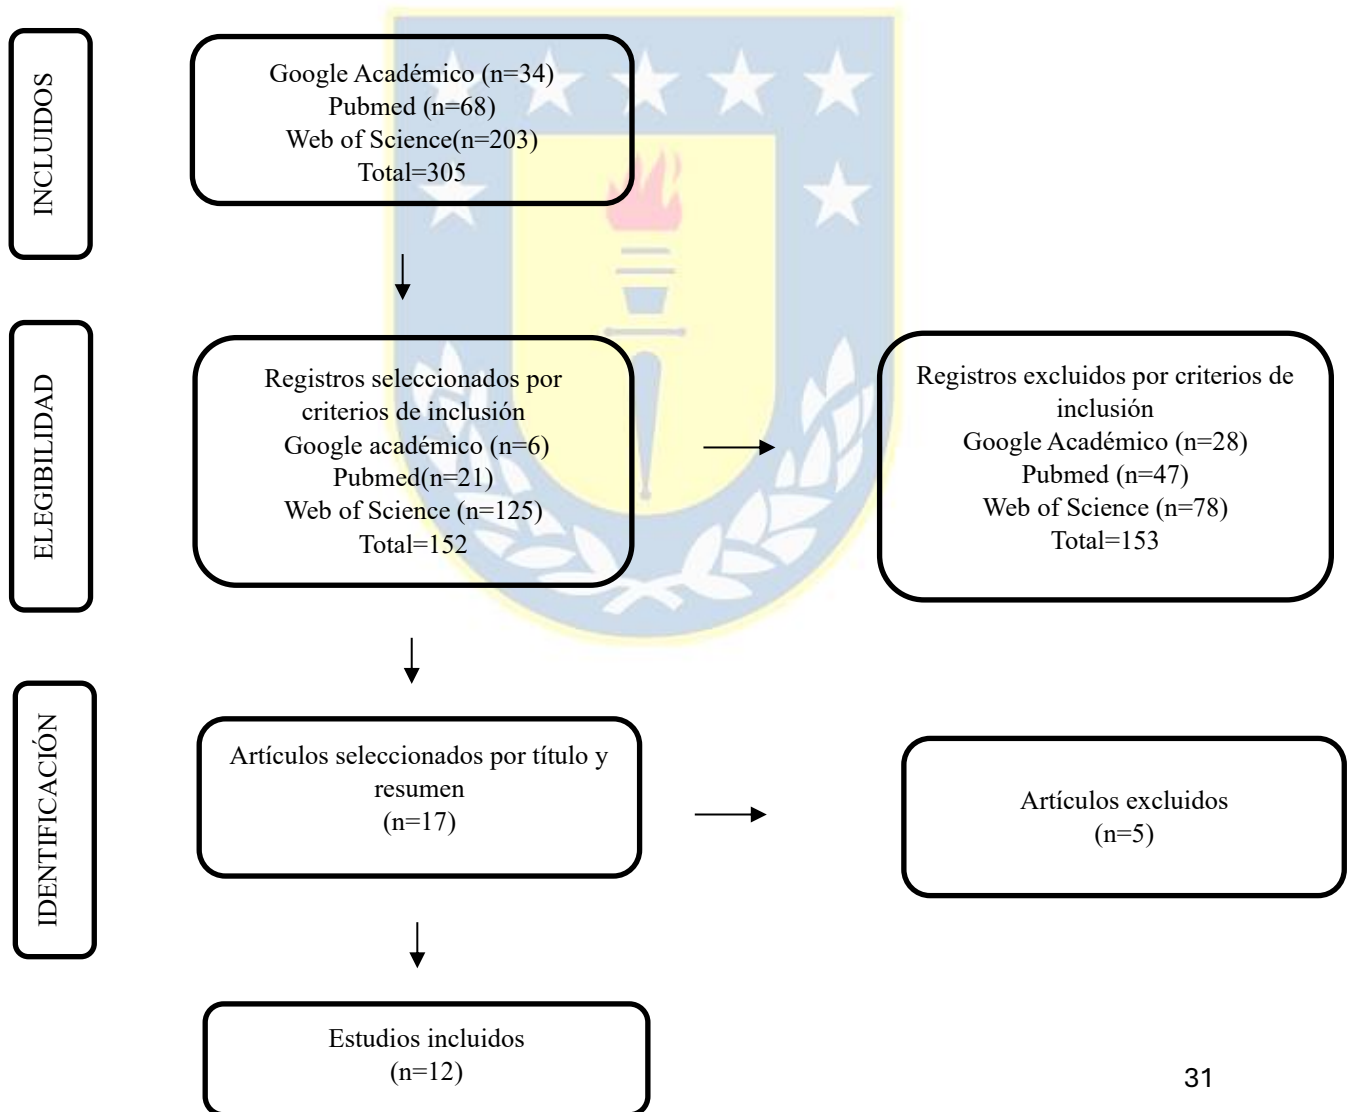 INCLUIDOS
Google Académico (n=34)
Pubmed (n=68)
Web of Science(n=203)
Total=305
ELEGIBILIDAD
Registros seleccionados por
criterios de inclusión
Google académico (n=6)
Pubmed(n=21)
Web of Science (n=125)
Total=152
Registros excluidos por criterios de
inclusión
Google Académico (n=28)
Pubmed (n=47)
Web of Science (n=78)
Total=153
IDENTIFICACIÓN
Artículos seleccionados por título y
resumen
(n=17)
Artículos excluidos
(n=5)
Estudios incluidos
(n=12)
31